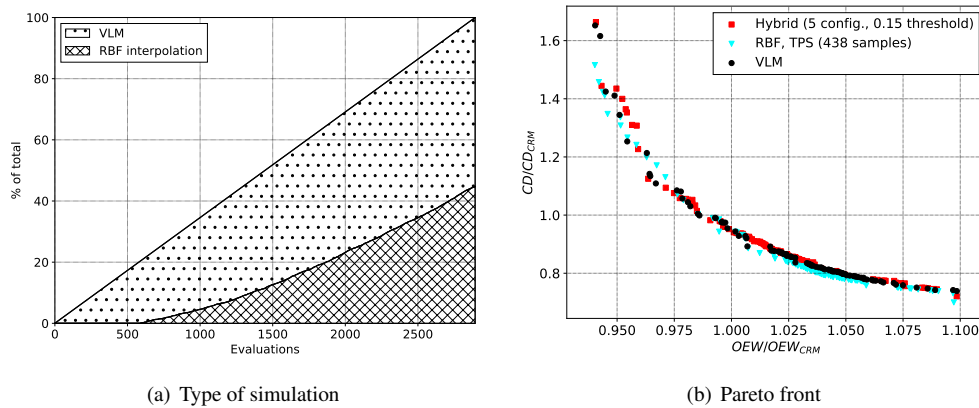 100
80
60
40
20
0
% of total
VLM
RBF interpolation
0 500 1000 1500 2000 2500
Evaluations
(a) Type of simulation
1.6
1.4
1.2
1.0
0.8
CD/CD_CRM
Hybrid (5 config., 0.15 threshold)
RBF, TPS (438 samples)
VLM
0.950 0.975 1.000 1.025 1.050 1.075 1.100
OEW/OEW_CRM
(b) Pareto front